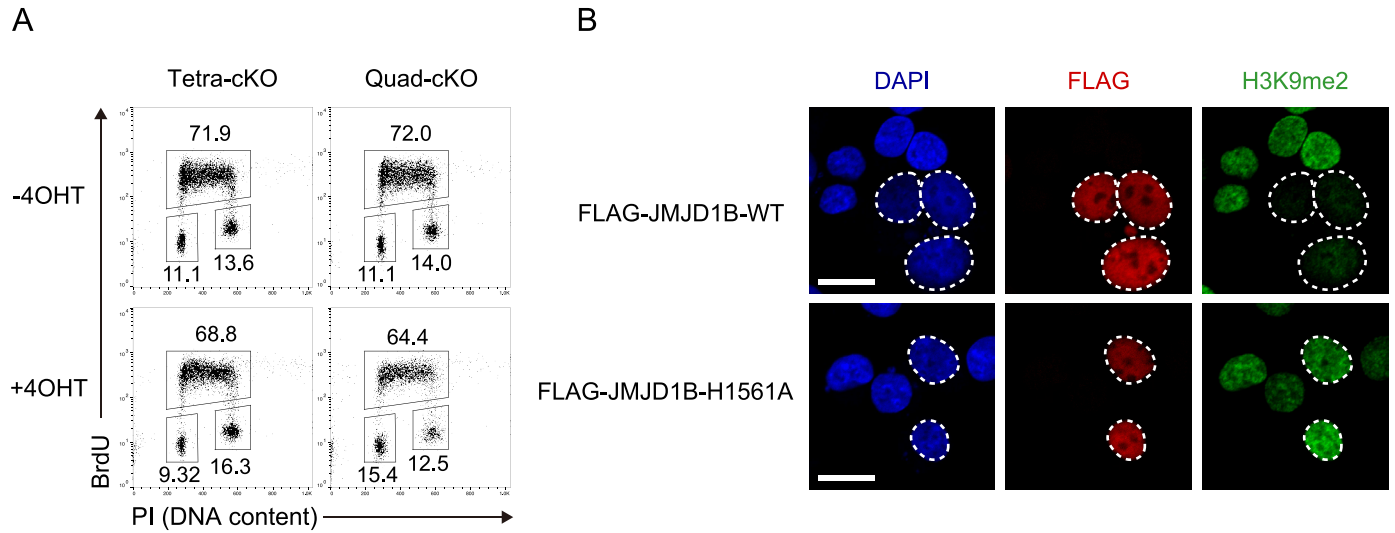 A
B
Tetra-cKO
Quad-cKO
DAPI
FLAG
H3K9me2
-4OHT
71.9
72.0
11.1
13.6
11.1
14.0
+4OHT
68.8
64.4
9.32
16.3
15.4
12.5
BrdU
PI (DNA content)
FLAG-JMJD1B-WT
FLAG-JMJD1B-H1561A